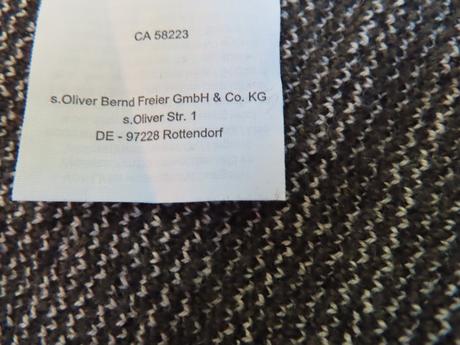 CA 58223
s.Oliver Bernd Freier GmbH & Co. KG
s.Oliver Str. 1
DE - 97228 Rottendorf